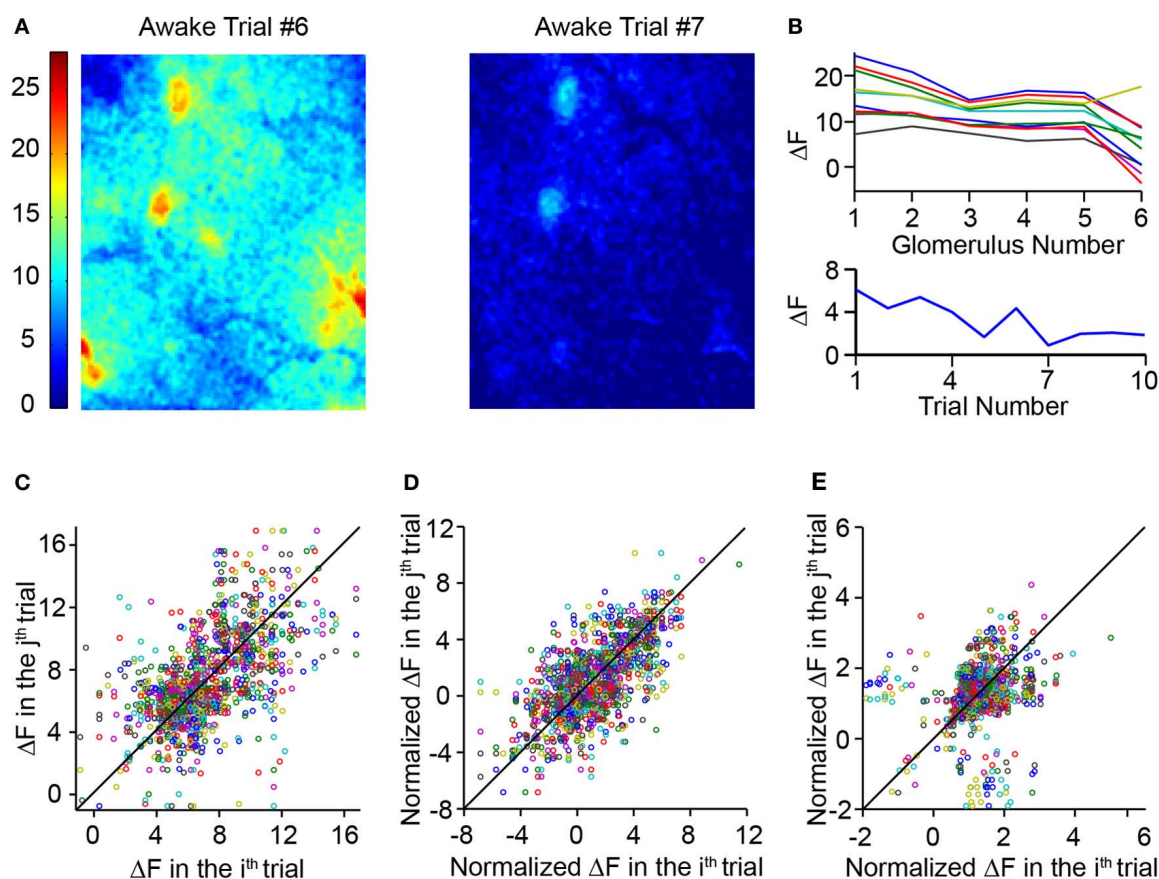 A
Awake Trial #6
Awake Trial #7
25
20
15
10
5
0
B
ΔF
20
10
0
1 2 3 4 5 6
Glomerulus Number
ΔF
8
4
0
1 4 7 10
Trial Number
C
ΔF in the jth trial
16
12
8
4
0
0 4 8 12 16
ΔF in the ith trial
D
Normalized ΔF in the jth trial
12
8
4
0
-4
-8
-8 -4 0 4 8 12
Normalized ΔF in the ith trial
E
Normalized ΔF in the jth trial
6
4
2
0
-2
-2 0 2 4 6
Normalized ΔF in the ith trial